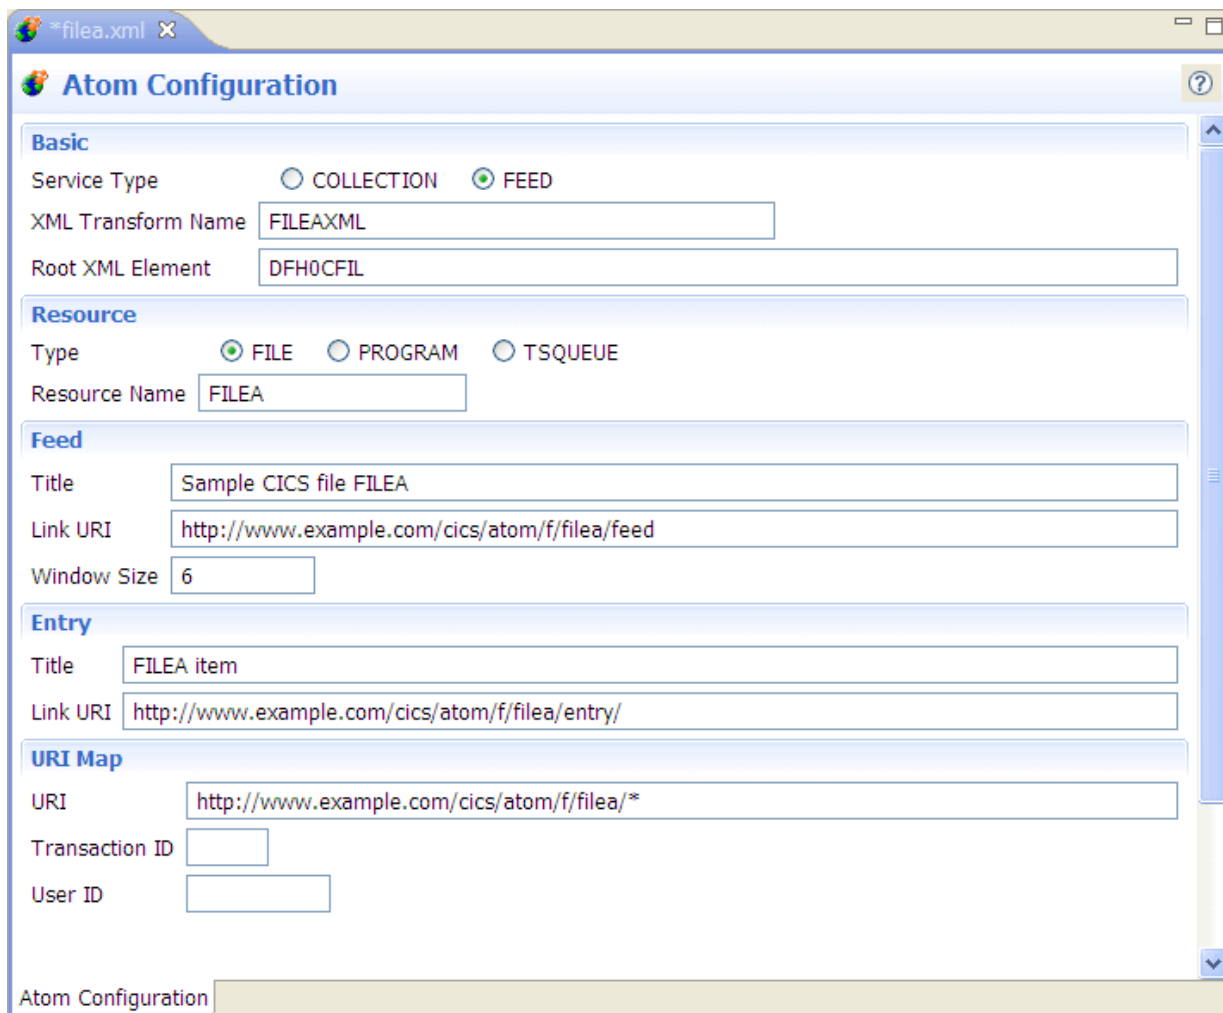 *filea.xml
Atom Configuration
Basic
Service Type COLLECTION FEED
XML Transform Name FILEAXML
Root XML Element DFH0CFIL
Resource
Type FILE PROGRAM TSQUEUE
Resource Name FILEA
Feed
Title Sample CICS file FILEA
Link URI http://www.example.com/cics/atom/f/filea/feed
Window Size 6
Entry
Title FILEA item
Link URI http://www.example.com/cics/atom/f/filea/entry/
URI Map
URI http://www.example.com/cics/atom/f/filea/*
Transaction ID
User ID
Atom Configuration